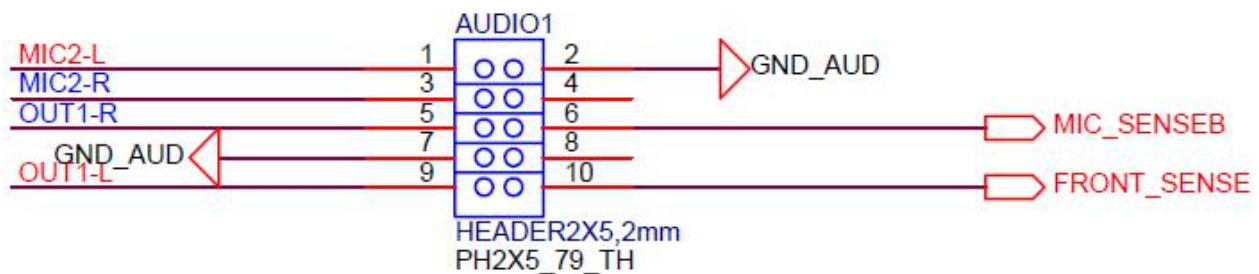 AUDIO1
MIC2-L 1 2 GND_AUD
MIC2-R 3 4
OUT1-R 5 6 MIC_SENSEB
GND_AUD 7 8
OUT1-L 9 10 FRONT_SENSE
HEADER2X5,2mm
PH2X5_79_TH